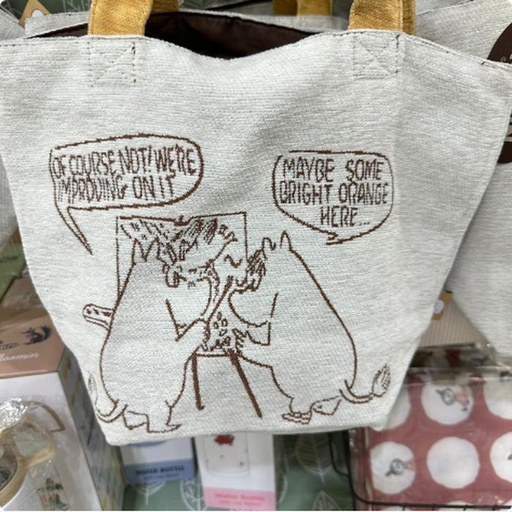 OF COURSE NOT! WE'RE
IMPROVING ON IT
MAYBE SOME
BRIGHT ORANGE
HERE...